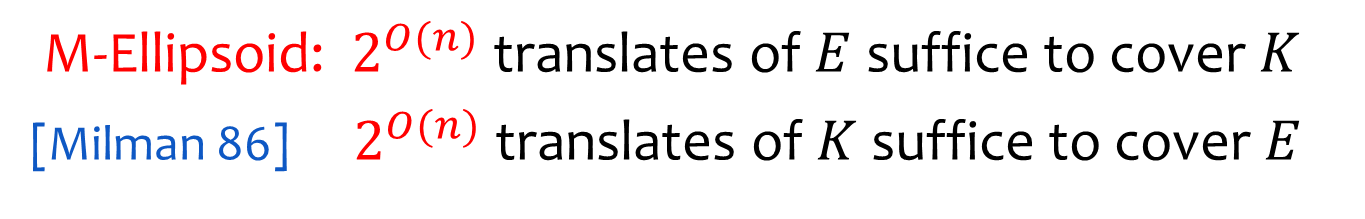 M-Ellipsoid: 2^{O(n)} translates of E suffice to cover K
[Milman 86] 2^{O(n)} translates of K suffice to cover E